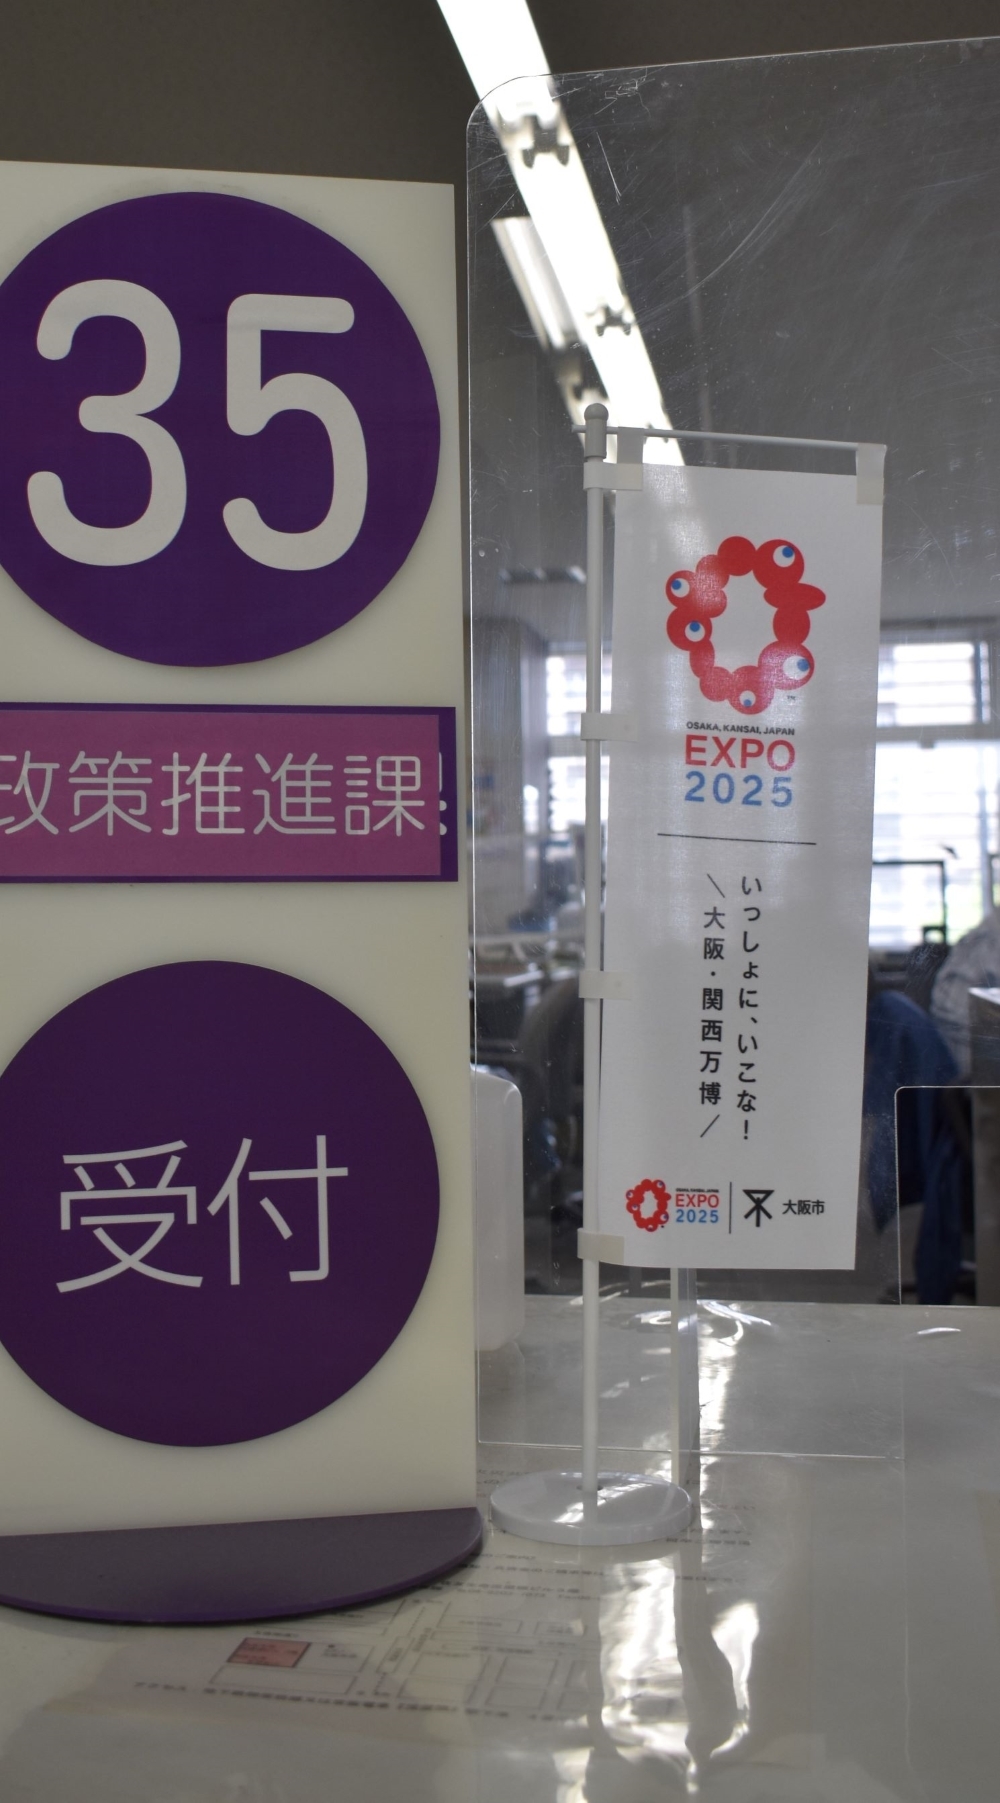 35
政策推進課
受付
OSAKA, KANSAI, JAPAN
EXPO
2025
いっしょに、いこな!
\大阪・関西万博/
EXPO
2025
大阪市